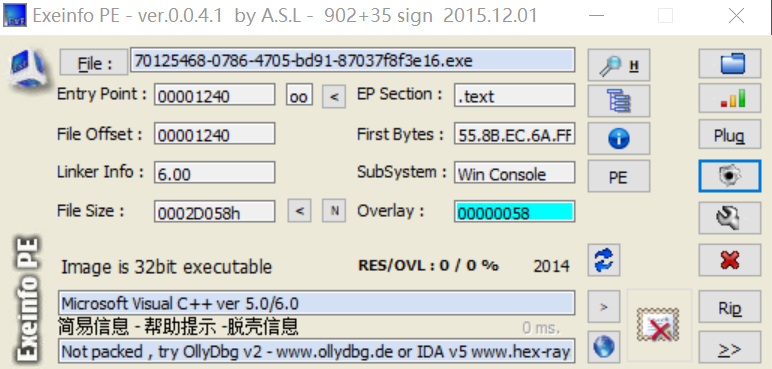 Exeinfo PE - ver.0.0.4.1 by A.S.L - 902+35 sign 2015.12.01
File : 70125468-0786-4705-bd91-87037f8f3e16.exe H
Entry Point : 00001240 oo < EP Section : .text
File Offset : 00001240 First Bytes : 55.8B.EC.6A.FF Plug
Linker Info : 6.00 SubSystem : Win Console PE
File Size : 0002D058h < N Overlay : 00000058
Image is 32bit executable RES/OVL : 0 / 0 % 2014
Microsoft Visual C++ ver 5.0/6.0 > Rip
简易信息 - 帮助提示 -脱壳信息 0 ms.
Not packed , try OllyDbg v2 - www.ollydbg.de or IDA v5 www.hex-ray >>
Exeinfo PE